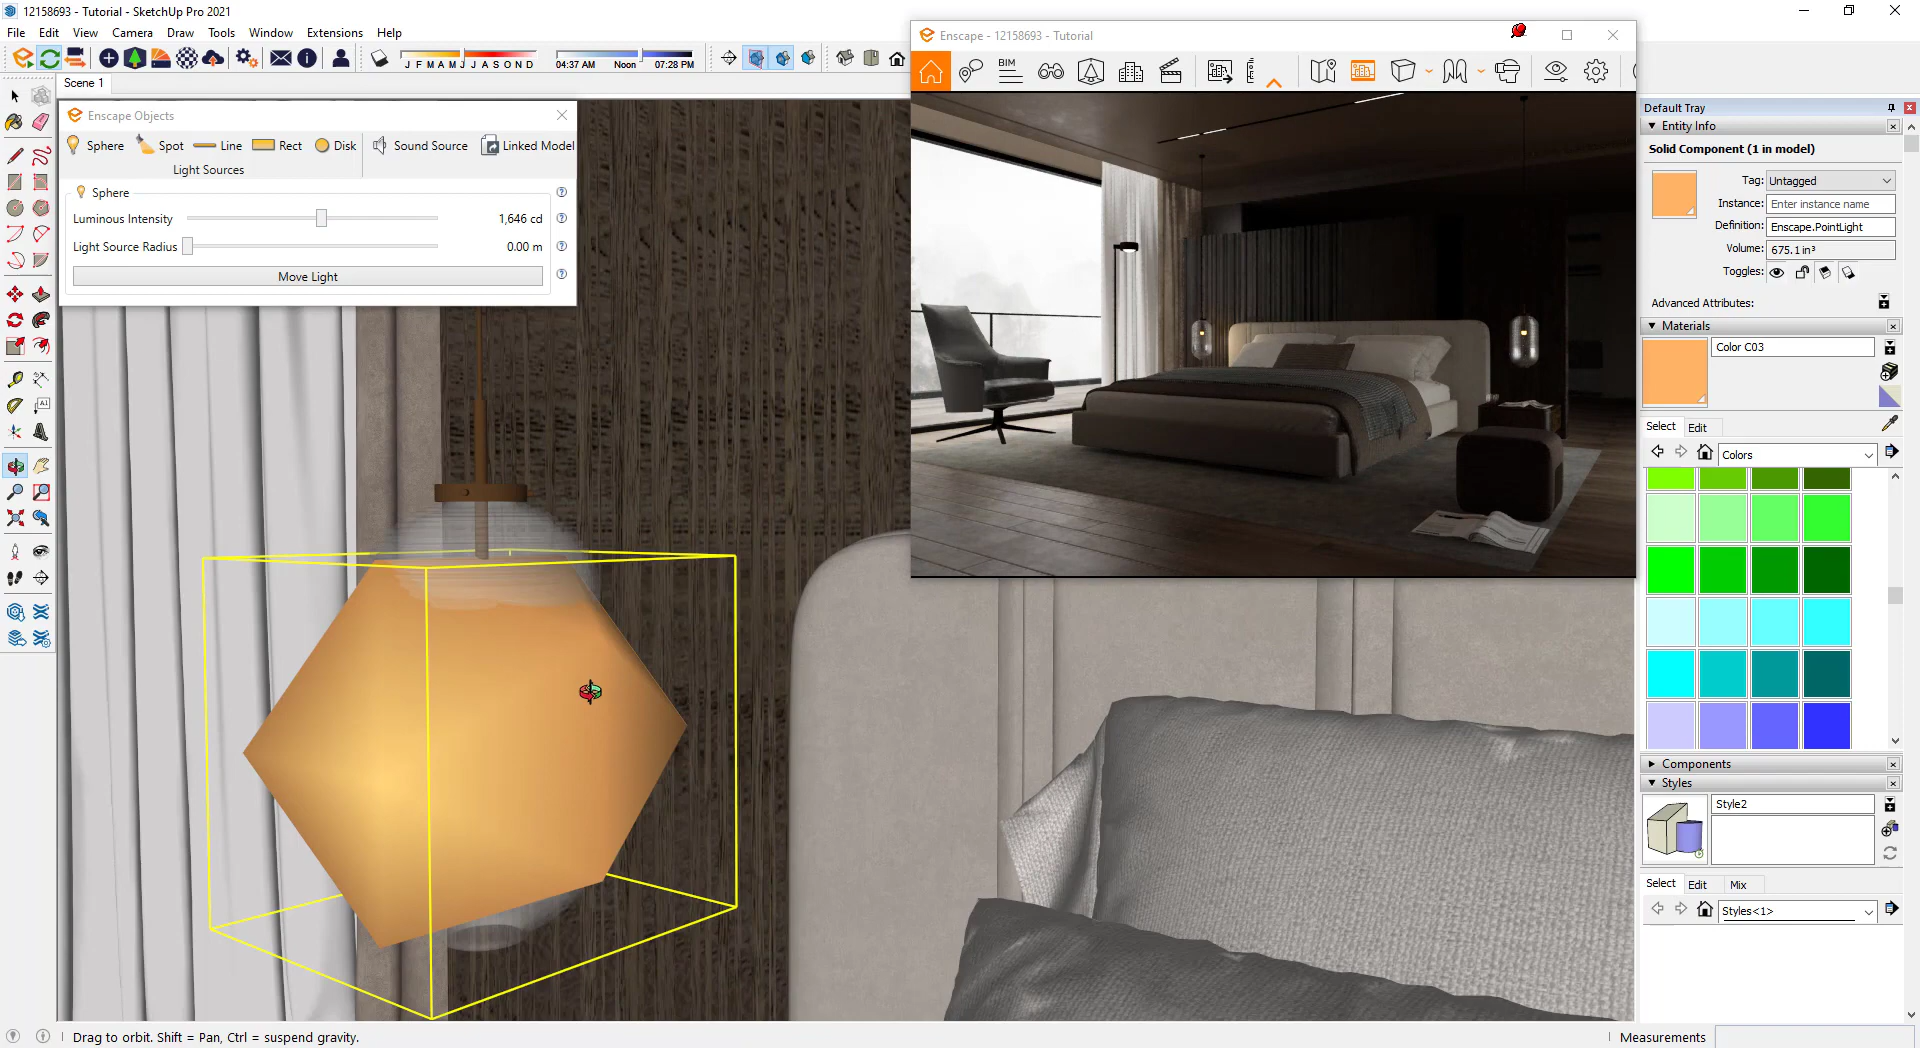 12158693 - Tutorial - SketchUp Pro 2021
File Edit View Camera Draw Tools Window Extensions Help
J F M A M J J A S O N D
04:37 AM Noon 07:28 PM
Scene 1
Enscape Objects
Sphere Spot Line Rect Disk Sound Source Linked Model
Light Sources
Sphere
Luminous Intensity 1,646 cd
Light Source Radius 0.00 m
Move Light
Enscape - 12158693 - Tutorial
BIM
Default Tray
Entity Info
Solid Component (1 in model)
Tag: Untagged
Instance: Enter instance name
Definition: Enscape.PointLight
Volume: 675.1 in³
Toggles:
Advanced Attributes:
Materials
Color C03
Select Edit
Colors
Components
Styles
Style2
Select Edit Mix
Styles<1>
Drag to orbit. Shift = Pan, Ctrl = suspend gravity.
Measurements